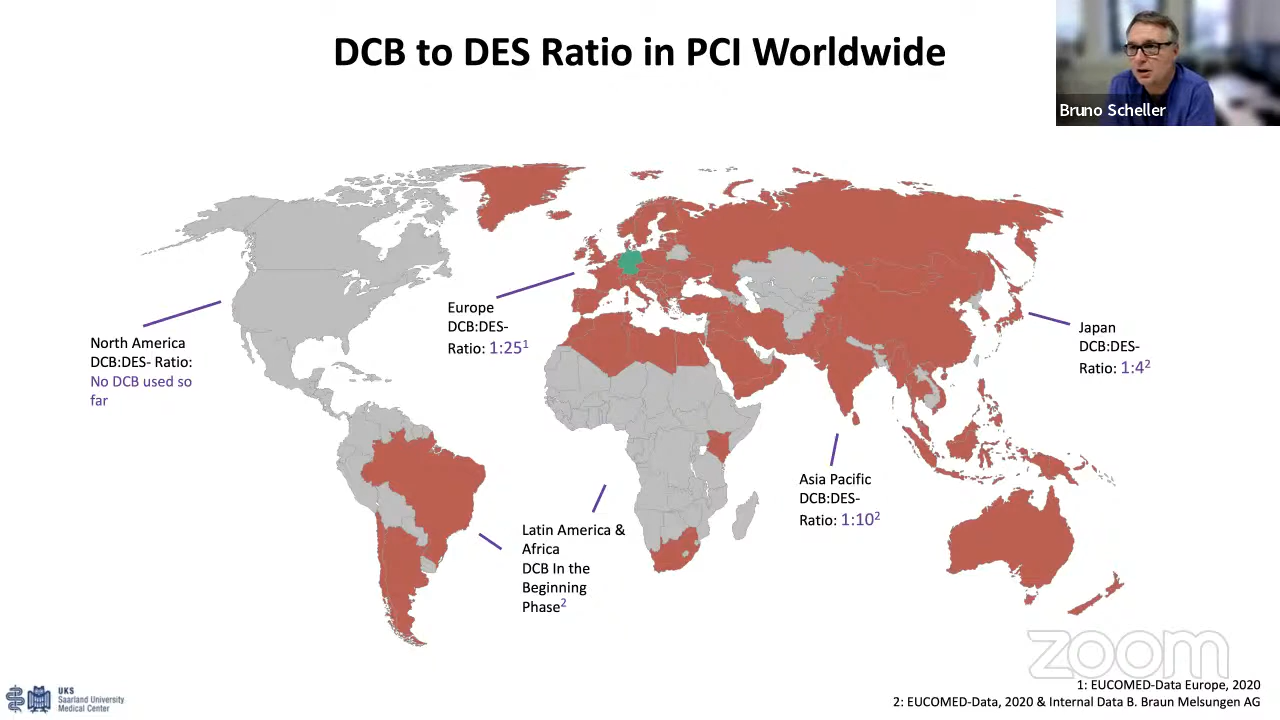 DCB to DES Ratio in PCI Worldwide
Bruno Scheller
North America
DCB:DES- Ratio:
No DCB used so
far
Europe
DCB:DES-
Ratio: 1:25¹
Japan
DCB:DES-
Ratio: 1:4²
Asia Pacific
DCB:DES-
Ratio: 1:10²
Latin America &
Africa
DCB In the
Beginning
Phase²
zoom
1: EUCOMED-Data Europe, 2020
2: EUCOMED-Data, 2020 & Internal Data B. Braun Melsungen AG
UKS
Saarland University
Medical Center